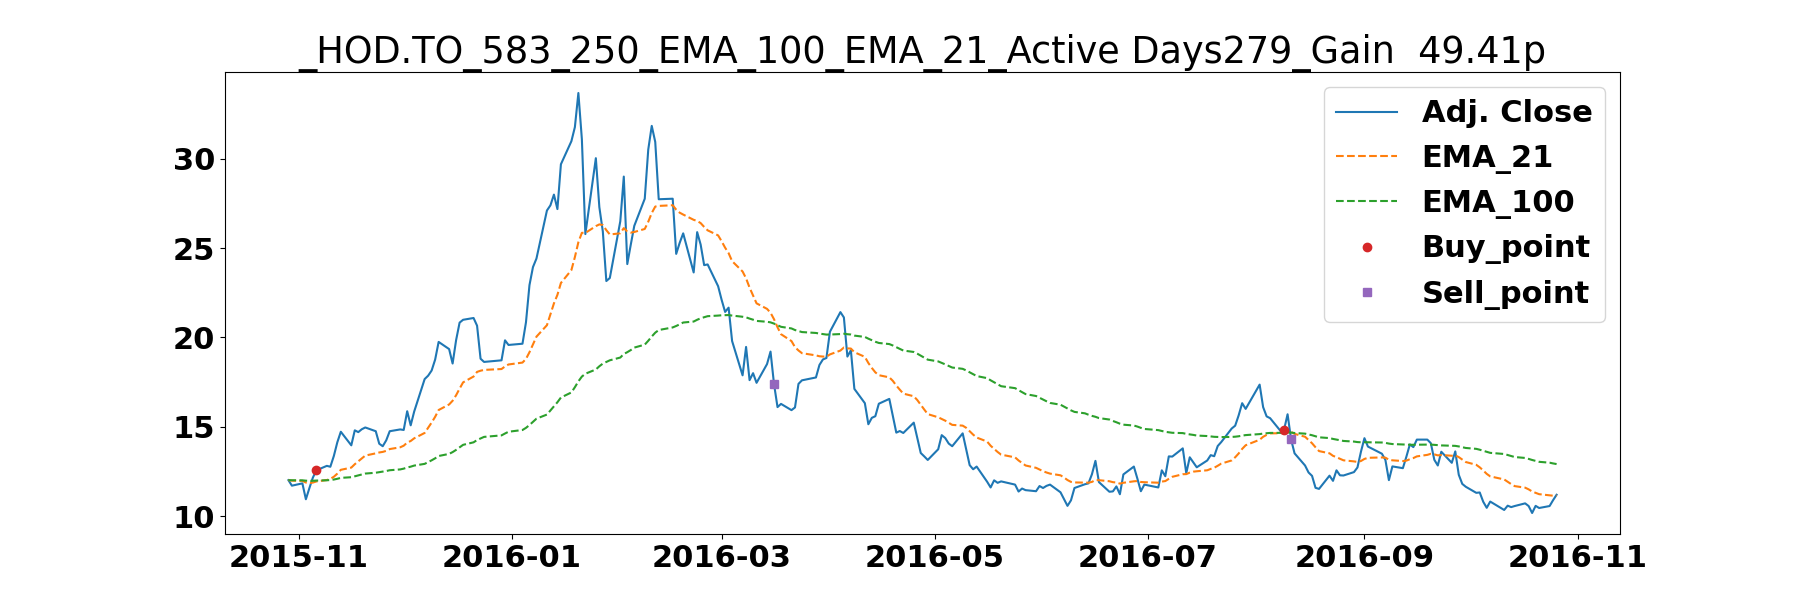 _HOD.TO_583_250_EMA_100_EMA_21_Active Days279_Gain  49.41p
Adj. Close
EMA_21
EMA_100
Buy_point
Sell_point
30
25
20
15
10
2015-11 2016-01 2016-03 2016-05 2016-07 2016-09 2016-11